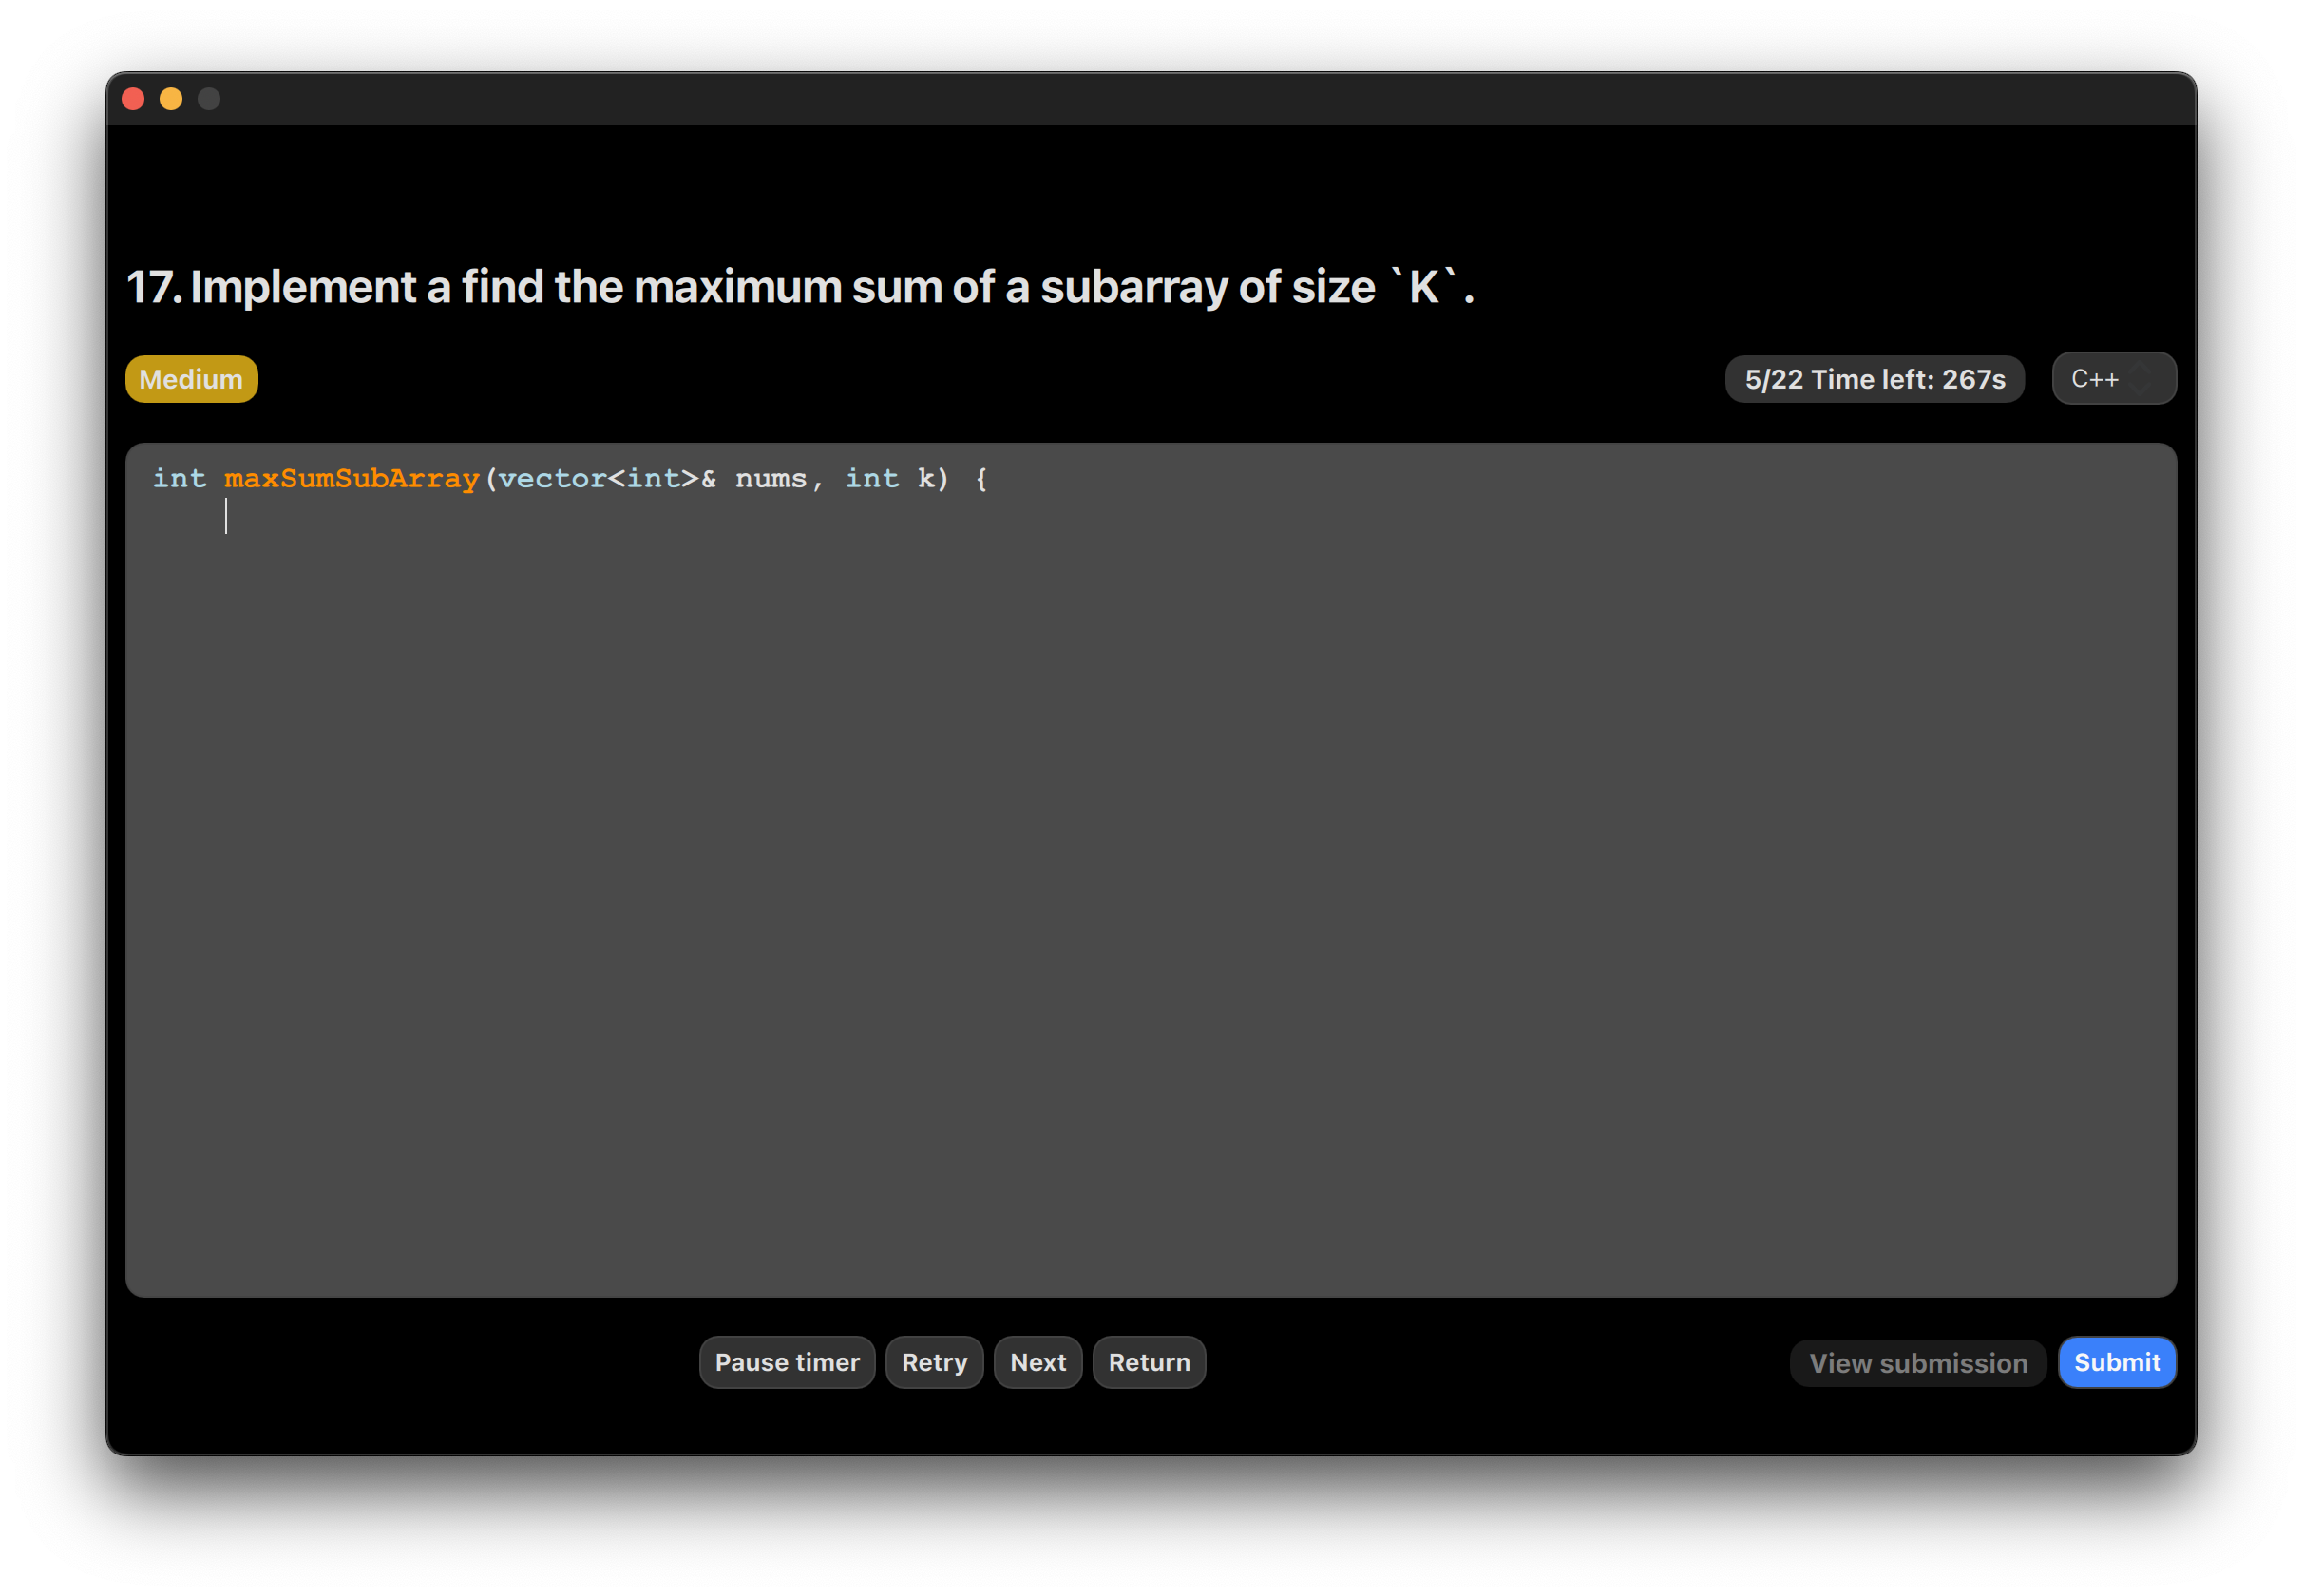 17. Implement a find the maximum sum of a subarray of size `K`.
Medium
5/22 Time left: 267s
C++
int maxSumSubArray(vector<int>& nums, int k) {
Pause timer
Retry
Next
Return
View submission
Submit